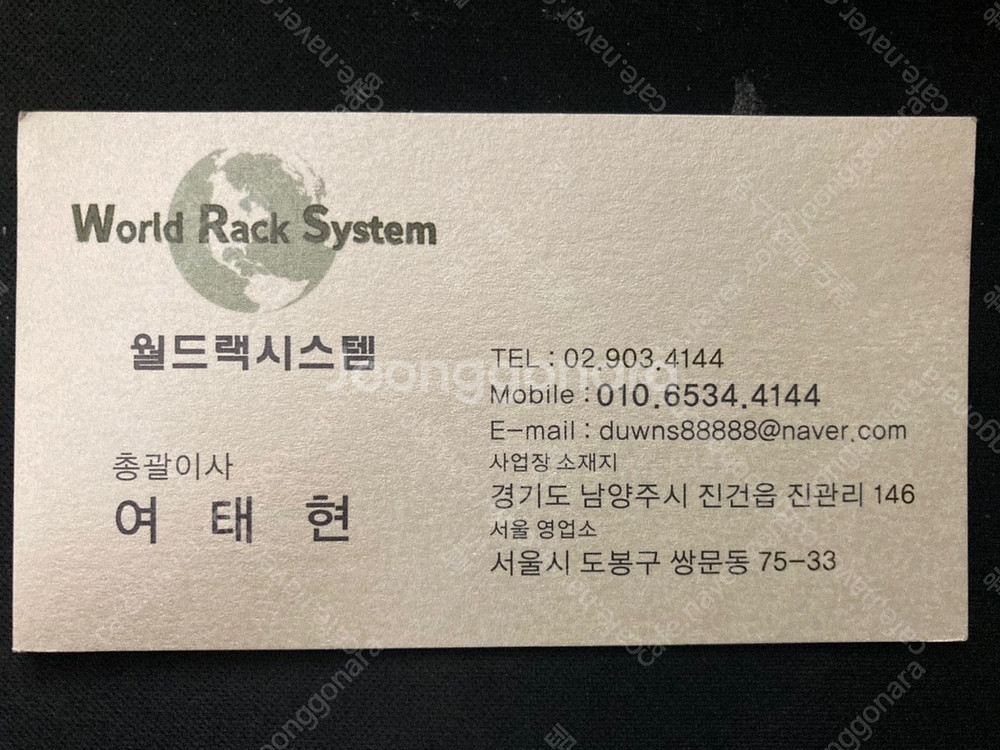 World Rack System
월드랙시스템
총괄이사
여 태 현
TEL : 02.903.4144
Mobile : 010.6534.4144
E-mail : duwns88888@naver.com
사업장 소재지
경기도 남양주시 진건읍 진관리 146
서울 영업소
서울시 도봉구 쌍문동 75-33
Joonggonara
cafe.naver